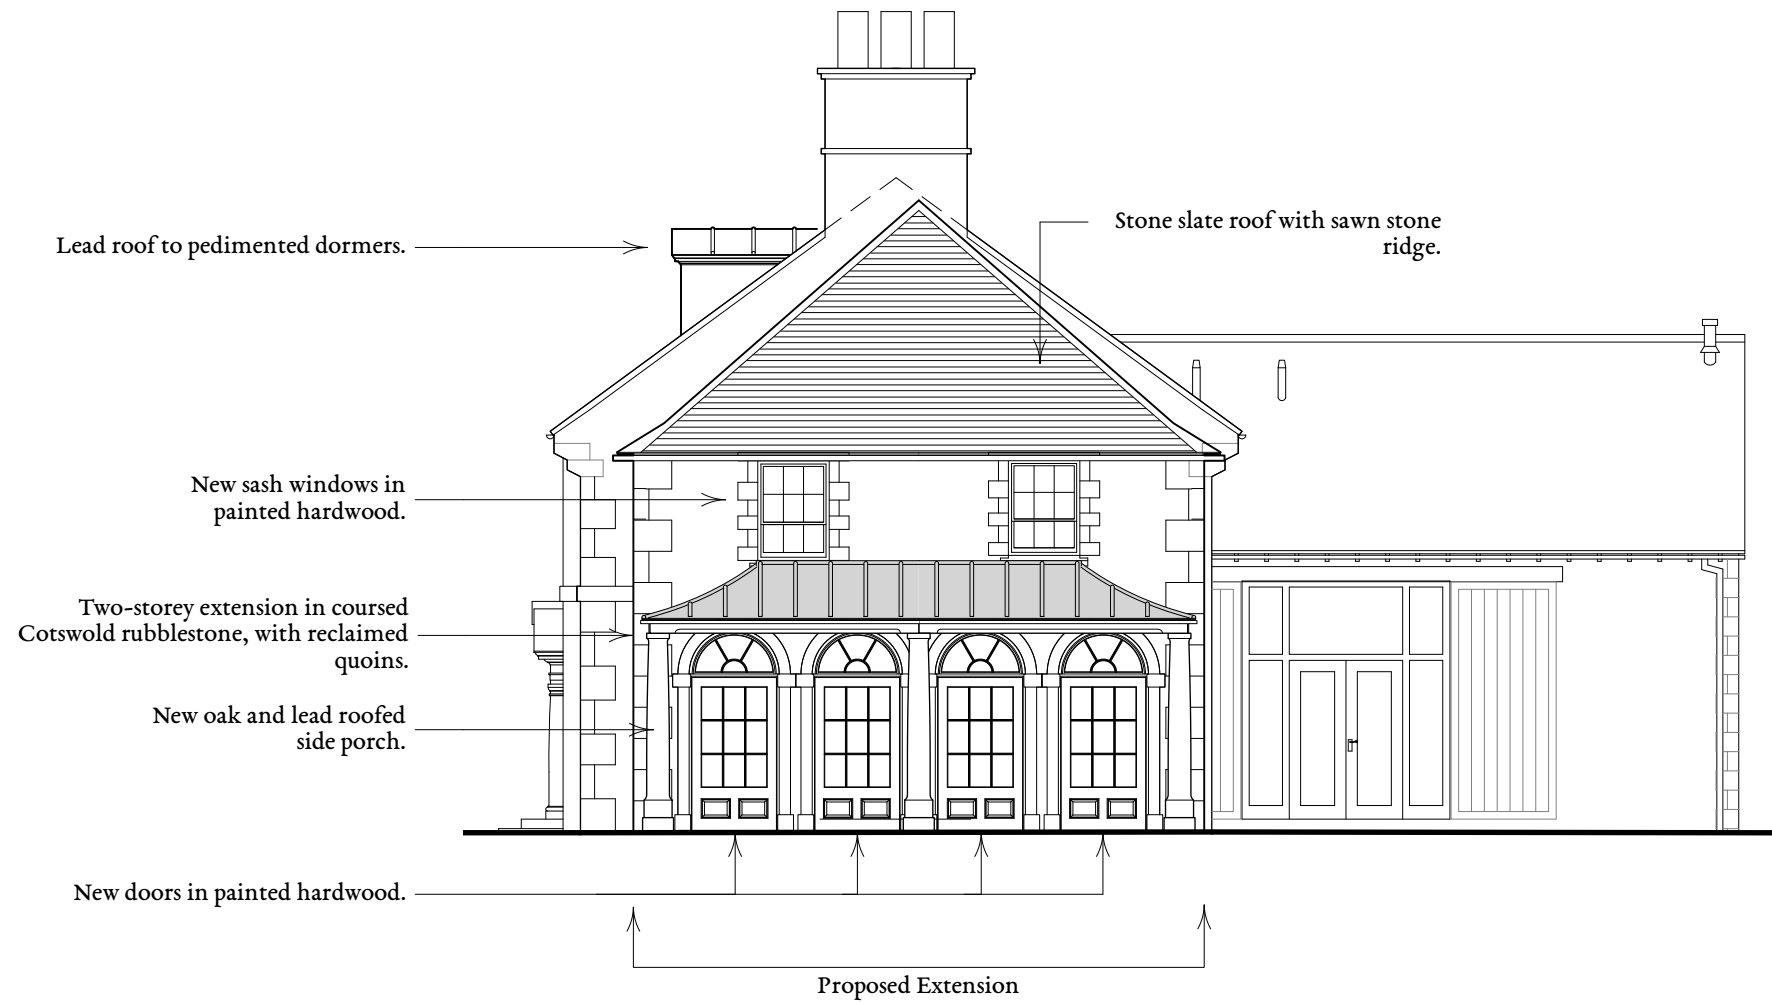 Stone slate roof with sawn stone
ridge.
Lead roof to pedimented dormers.
New sash windows in
painted hardwood.
Two-storey extension in coursed
Cotswold rubblestone, with reclaimed
quoins.
New oak and lead roofed
side porch.
New doors in painted hardwood.
Proposed Extension